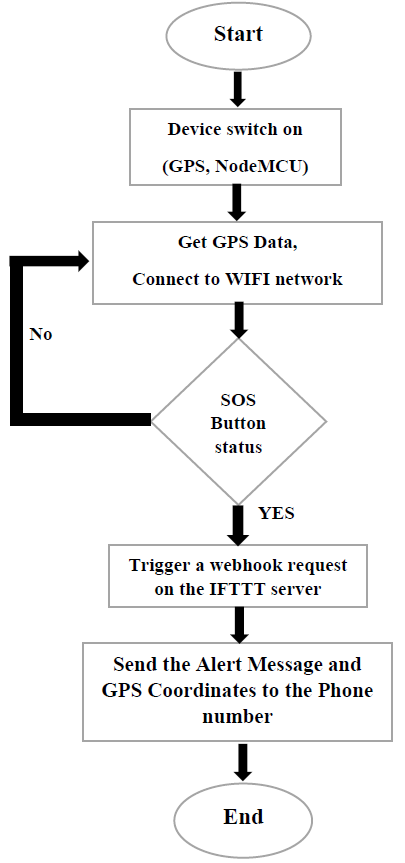 Start
Device switch on
(GPS, NodeMCU)
Get GPS Data,
Connect to WIFI network
No
SOS
Button
status
YES
Trigger a webhook request
on the IFTTT server
Send the Alert Message and
GPS Coordinates to the Phone
number
End